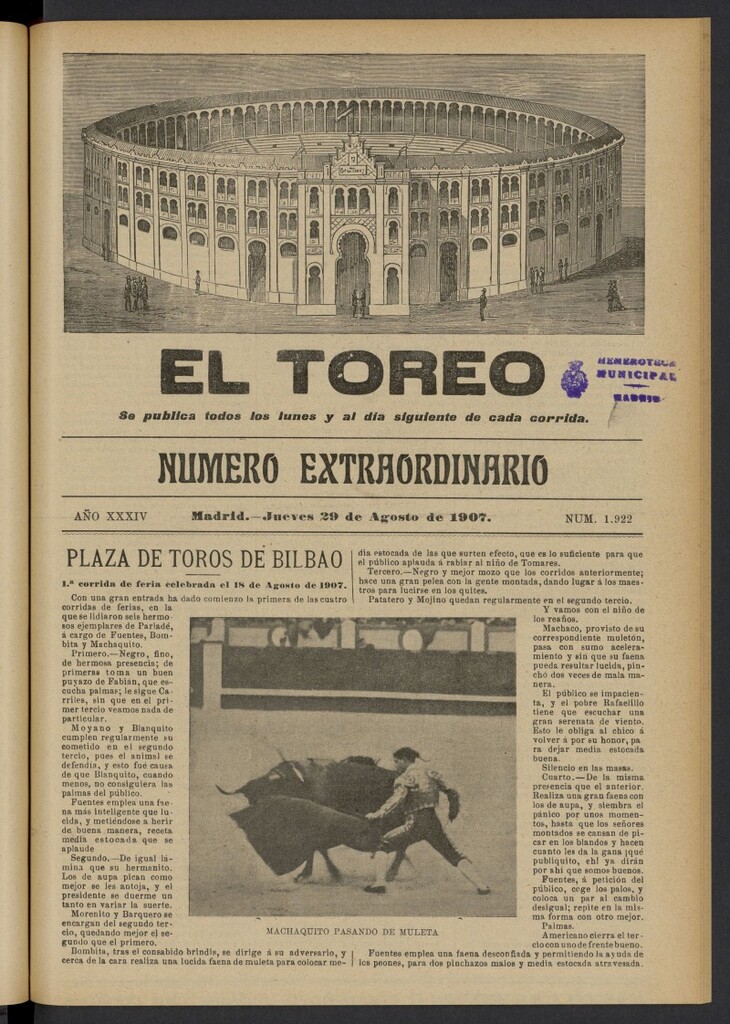 EL TOREO
HEMEROTECA
MUNICIPAL
MADRID
Se publica todos los lunes y al día siguiente de cada corrida.
NUMERO EXTRAORDINARIO
AÑO XXXIV
Madrid.—Jueves 29 de Agosto de 1907.
NUM. 1.922
PLAZA DE TOROS DE BILBAO
1.ª corrida de feria celebrada el 18 de Agosto de 1907.
Con una gran entrada ha dado comienzo la primera de las cuatro
corridas de ferias, en la
que se lidiaron seis hermo-
sos ejemplares de Parladé,
á cargo de Fuentes, Bom-
bita y Machaquito.
Primero.—Negro, fino,
de hermosa presencia; de
primeras toma un buen
puyazo de Fabián, que es-
cucha palmas; le sigue Ca-
rriles, sin que en el pri-
mer tercio veamos nada de
particular.
Moyano y Blanquito
cumplen regularmente su
cometido en el segundo
tercio, pues el animal se
defendía, y esto fué causa
de que Blanquito, cuando
menos, no consiguiera las
palmas del público.
Fuentes emplea una fae-
na más inteligente que lu-
cida, y metiéndose a herir
de buena manera, receta
media estocada que se
aplaude
Segundo.—De igual lá-
mina que su hermanito.
Los de aupa pican como
mejor se les antoja, y el
presidente se duerme un
tanto en variar la suerte.
Morenito y Barquero se
encargan del segundo ter-
cio, quedando mejor el se-
gundo que el primero.
Bombita, tras el consabido brindis, se dirige á su adversario, y
cerca de la cara realiza una lucida faena de muleta para colocar me-
MACHAQUITO PASANDO DE MULETA
dia estocada de las que surten efecto, que es lo suficiente para que
el público aplauda á rabiar al niño de Tomares.
Tercero.—Negro y mejor mozo que los corridos anteriormente;
hace una gran pelea con la gente montada, dando lugar á los maes-
tros para lucirse en los quites.
Patatero y Mojino quedan regularmente en el segundo tercio.
Y vamos con el niño de
los reaños.
Machaco, provisto de su
correspondiente muletón,
pasa con sumo acelera-
miento y sin que su faena
pueda resultar lucida, pin-
chó dos veces de mala ma-
nera.
El público se impacien-
ta, y el pobre Rafaelillo
tiene que escuchar una
gran serenata de viento.
Esto le obliga al chico á
volver á por su honor, pa
ra dejar media estocada
buena.
Silencio en las masas.
Cuarto.—De la misma
presencia que el anterior.
Realiza una gran faena con
los de aupa, y siembra el
pánico por unos momen-
tos, hasta que los señores
montados se cansan de pi-
car en los blandos y hacen
cuanto les da la gana ¡qué
publiquito, eh! ya dirán
por ahí que somos buenos.
Fuentes, á petición del
público, coge los palos, y
coloca un par al cambio
desigual; repite en la mis-
ma forma con otro mejor.
Palmas.
Americano cierra el ter-
cio con uno de frente bueno.
Fuentes emplea una faena desconfiada y permitiendo la ayuda de
los peones, para dos pinchazos malos y media estocada atravesada.